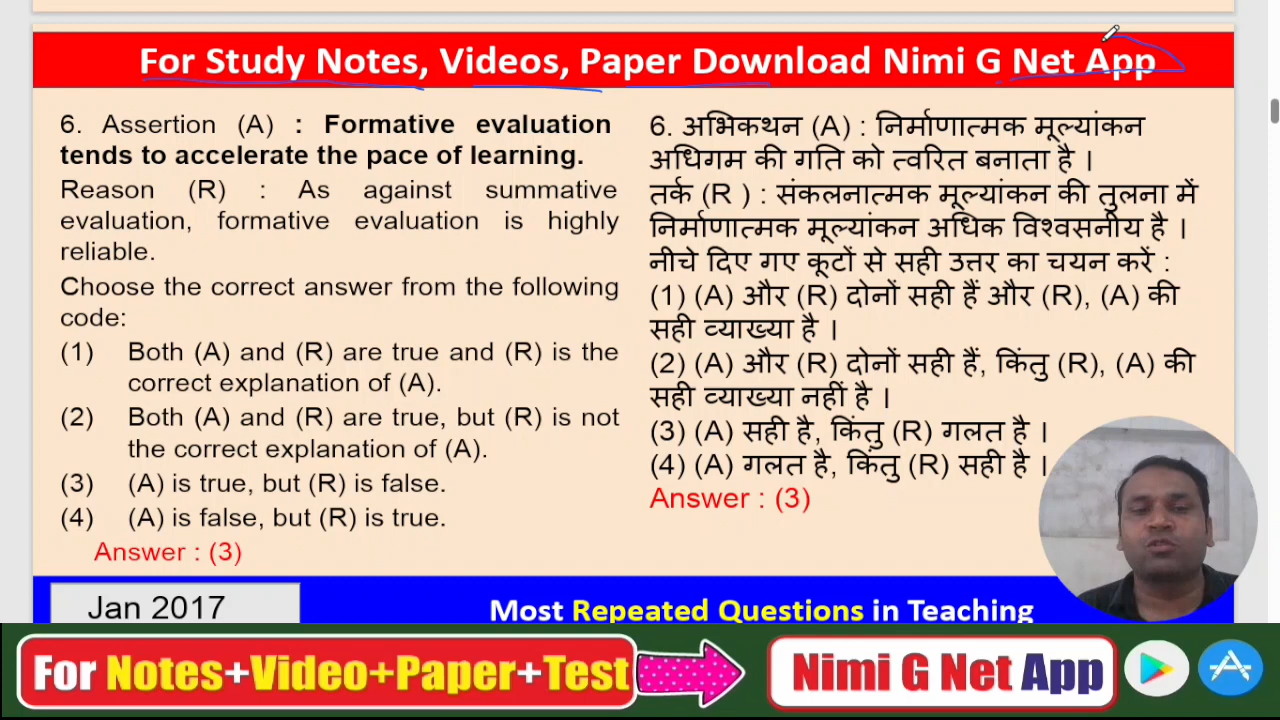 For Study Notes, Videos, Paper Download Nimi G Net App
6. Assertion (A) : Formative evaluation
tends to accelerate the pace of learning.
Reason (R) : As against summative
evaluation, formative evaluation is highly
reliable.
Choose the correct answer from the following
code:
(1) Both (A) and (R) are true and (R) is the
correct explanation of (A).
(2) Both (A) and (R) are true, but (R) is not
the correct explanation of (A).
(3) (A) is true, but (R) is false.
(4) (A) is false, but (R) is true.
Answer : (3)
6. अभिकथन (A) : निर्माणात्मक मूल्यांकन
अधिगम की गति को त्वरित बनाता है ।
तर्क (R ) : संकलनात्मक मूल्यांकन की तुलना में
निर्माणात्मक मूल्यांकन अधिक विश्वसनीय है ।
नीचे दिए गए कूटों से सही उत्तर का चयन करें :
(1) (A) और (R) दोनों सही हैं और (R), (A) की
सही व्याख्या है ।
(2) (A) और (R) दोनों सही हैं, किंतु (R), (A) की
सही व्याख्या नहीं है ।
(3) (A) सही है, किंतु (R) गलत है ।
(4) (A) गलत है, किंतु (R) सही है ।
Answer : (3)
Jan 2017
Most Repeated Questions in Teaching
For Notes+Video+Paper+Test
Nimi G Net App